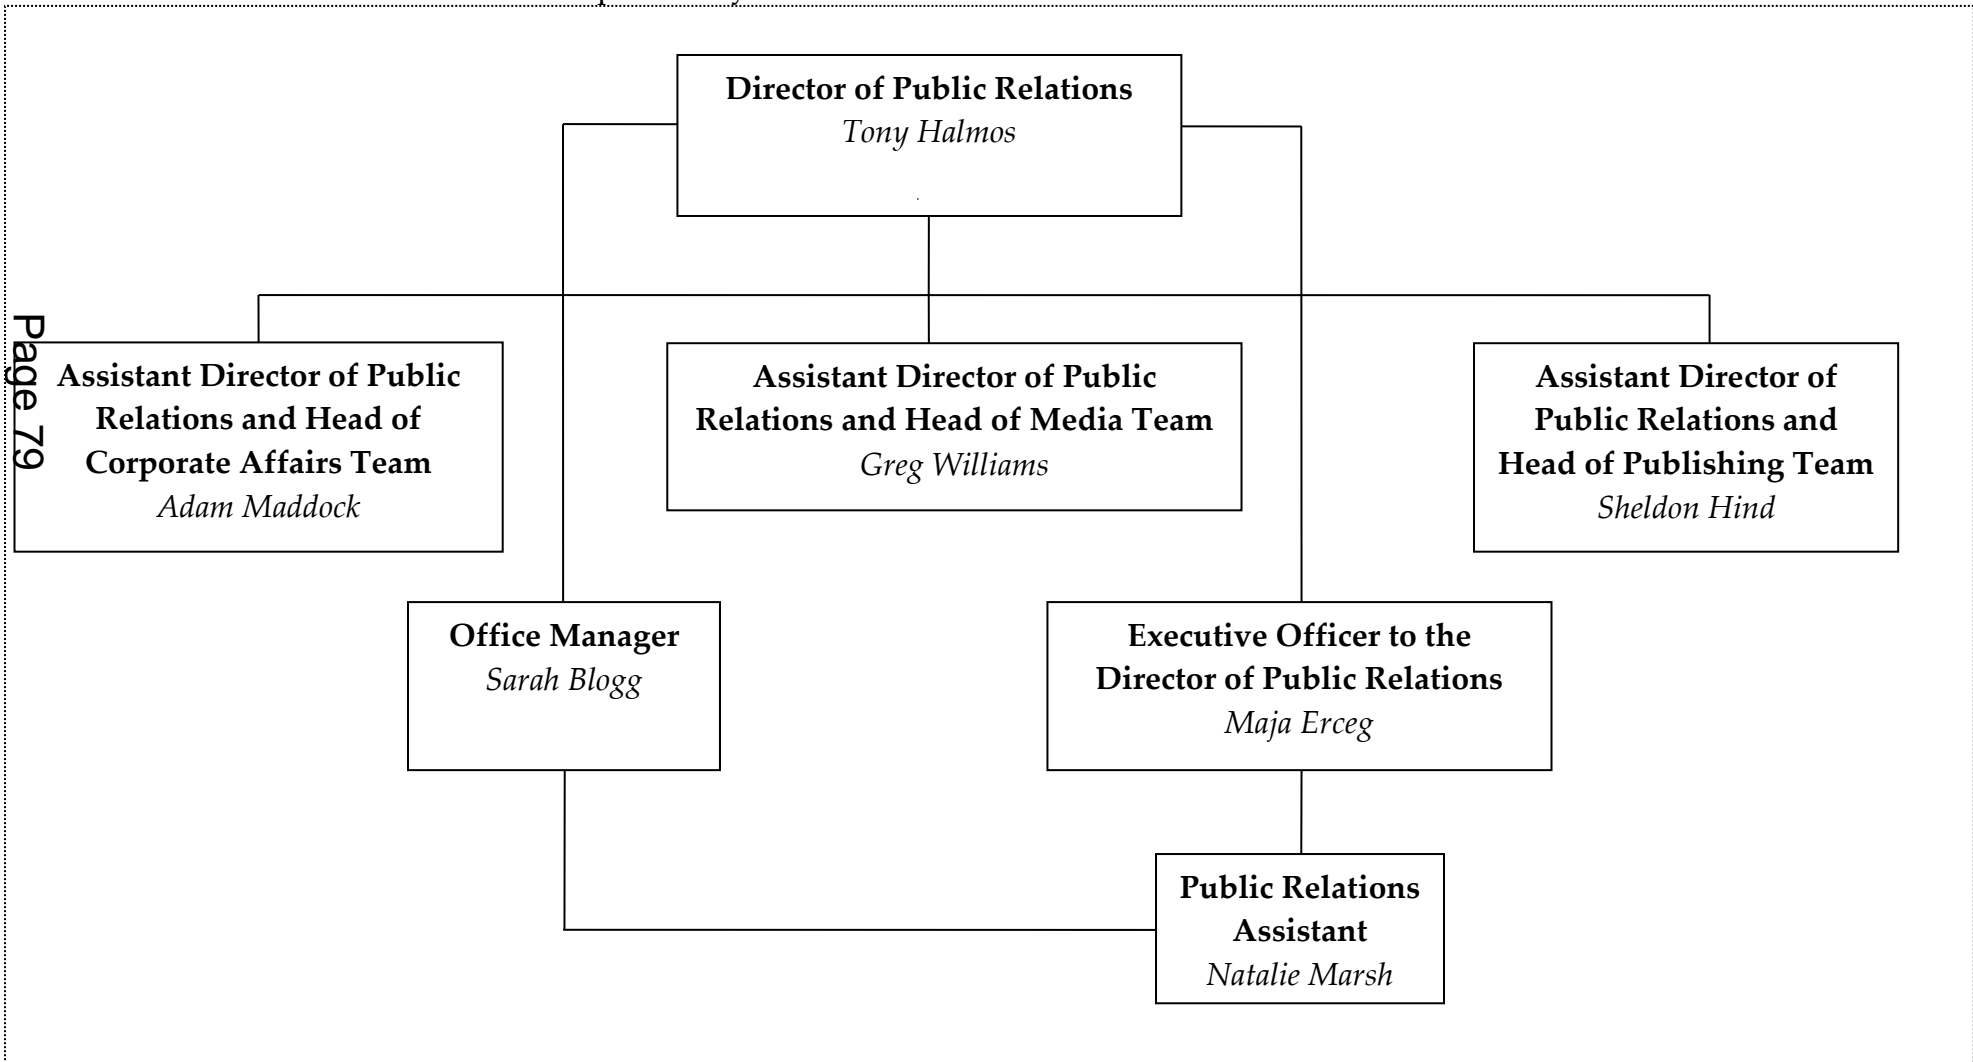 Director of Public Relations
Tony Halmos
Page 79
Assistant Director of Public
Relations and Head of
Corporate Affairs Team
Adam Maddock
Assistant Director of Public
Relations and Head of Media Team
Greg Williams
Assistant Director of
Public Relations and
Head of Publishing Team
Sheldon Hind
Office Manager
Sarah Blogg
Executive Officer to the
Director of Public Relations
Maja Erceg
Public Relations
Assistant
Natalie Marsh